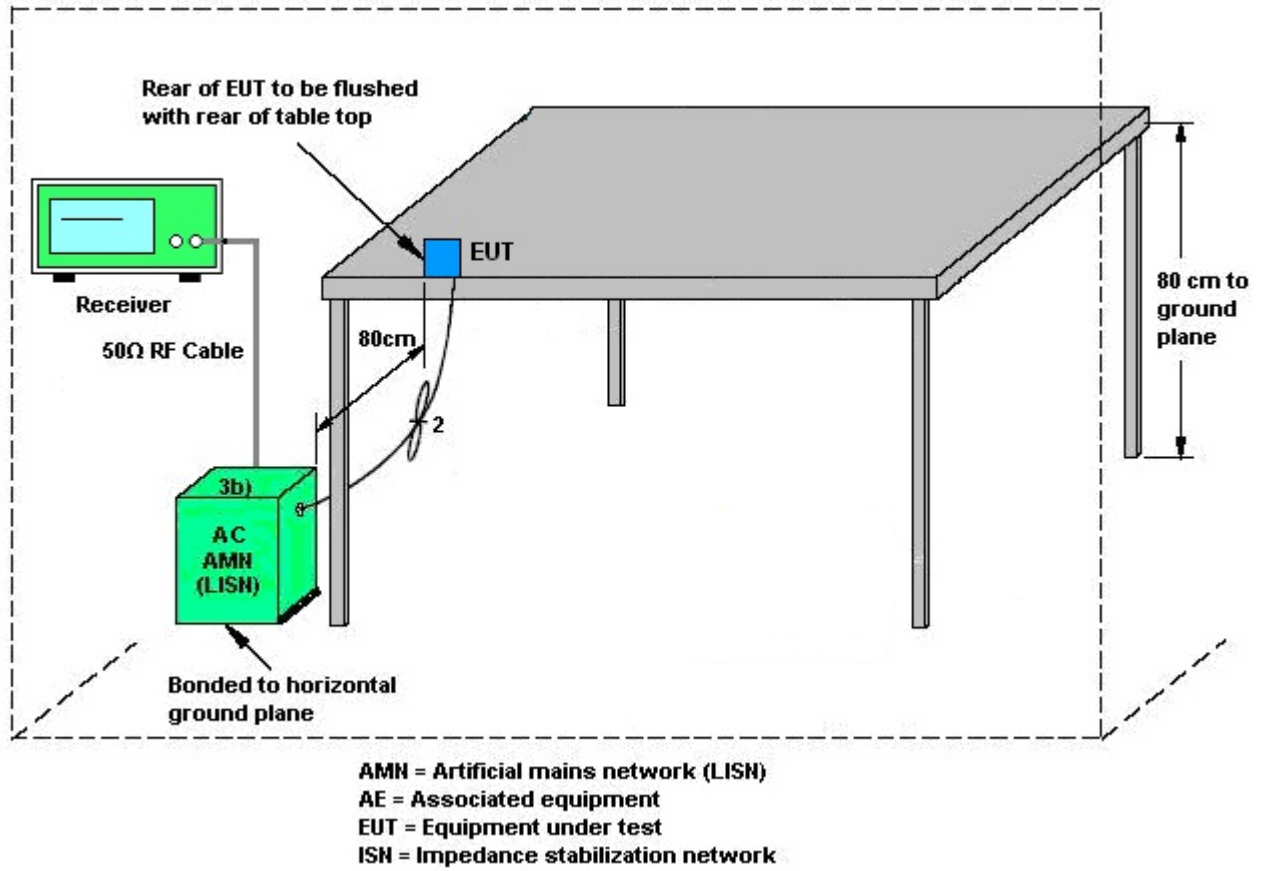 Rear of EUT to be flushed
with rear of table top
EUT
Receiver
50Ω RF Cable
80cm
80 cm to
ground
plane
2
3b)
AC
AMN
(LISN)
Bonded to horizontal
ground plane
AMN = Artificial mains network (LISN)
AE = Associated equipment
EUT = Equipment under test
ISN = Impedance stabilization network